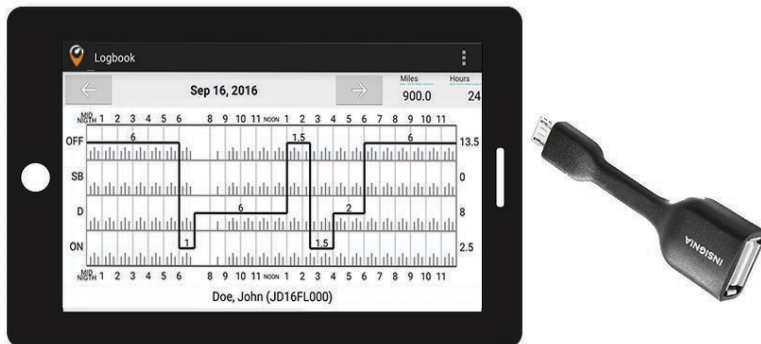 Logbook
Sep 16, 2016
Miles
900.0
Hours
24
MID NIGTH 1 2 3 4 5 6 8 9 10 11 NOON 1 2 3 4 5 6 7 8 9 10 11
OFF 6 1.5 6 13.5
SB 0
D 6 2 8
ON 1 1.5 2.5
MID NIGTH 1 2 3 4 5 6 8 9 10 11 NOON 1 2 3 4 5 6 7 8 9 10 11
Doe, John (JD16FL000)
INSIGNIA